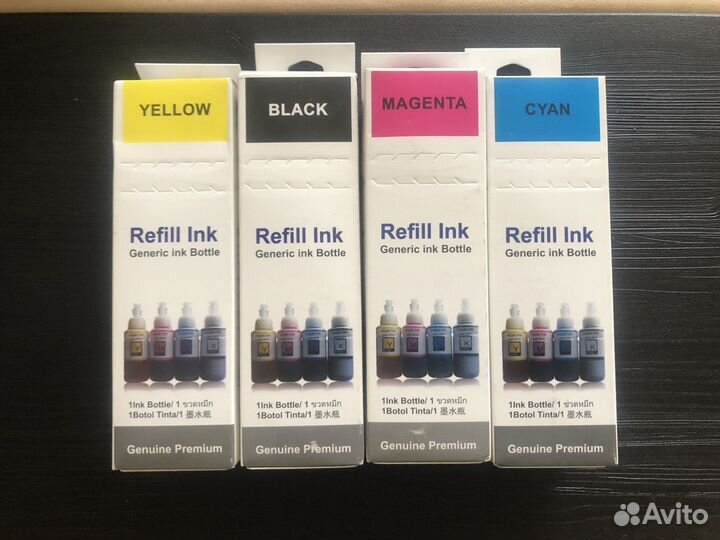 YELLOW
Refill Ink
Generic ink Bottle
Y
M
K
1Ink Bottle/ 1 ขวดหมึก
1Botol Tinta/1 墨水瓶
Genuine Premium
BLACK
Refill Ink
Generic ink Bottle
Y
M
K
1Ink Bottle/ 1 ขวดหมึก
1Botol Tinta/1 墨水瓶
Genuine Premium
MAGENTA
Refill Ink
Generic ink Bottle
Y
M
K
1Ink Bottle/ 1 ขวดหมึก
1Botol Tinta/1 墨水瓶
Genuine Premium
CYAN
Refill Ink
Generic ink Bottle
Y
M
K
1Ink Bottle/ 1 ขวดหมึก
1Botol Tinta/1 墨水瓶
Genuine Premium
Avito